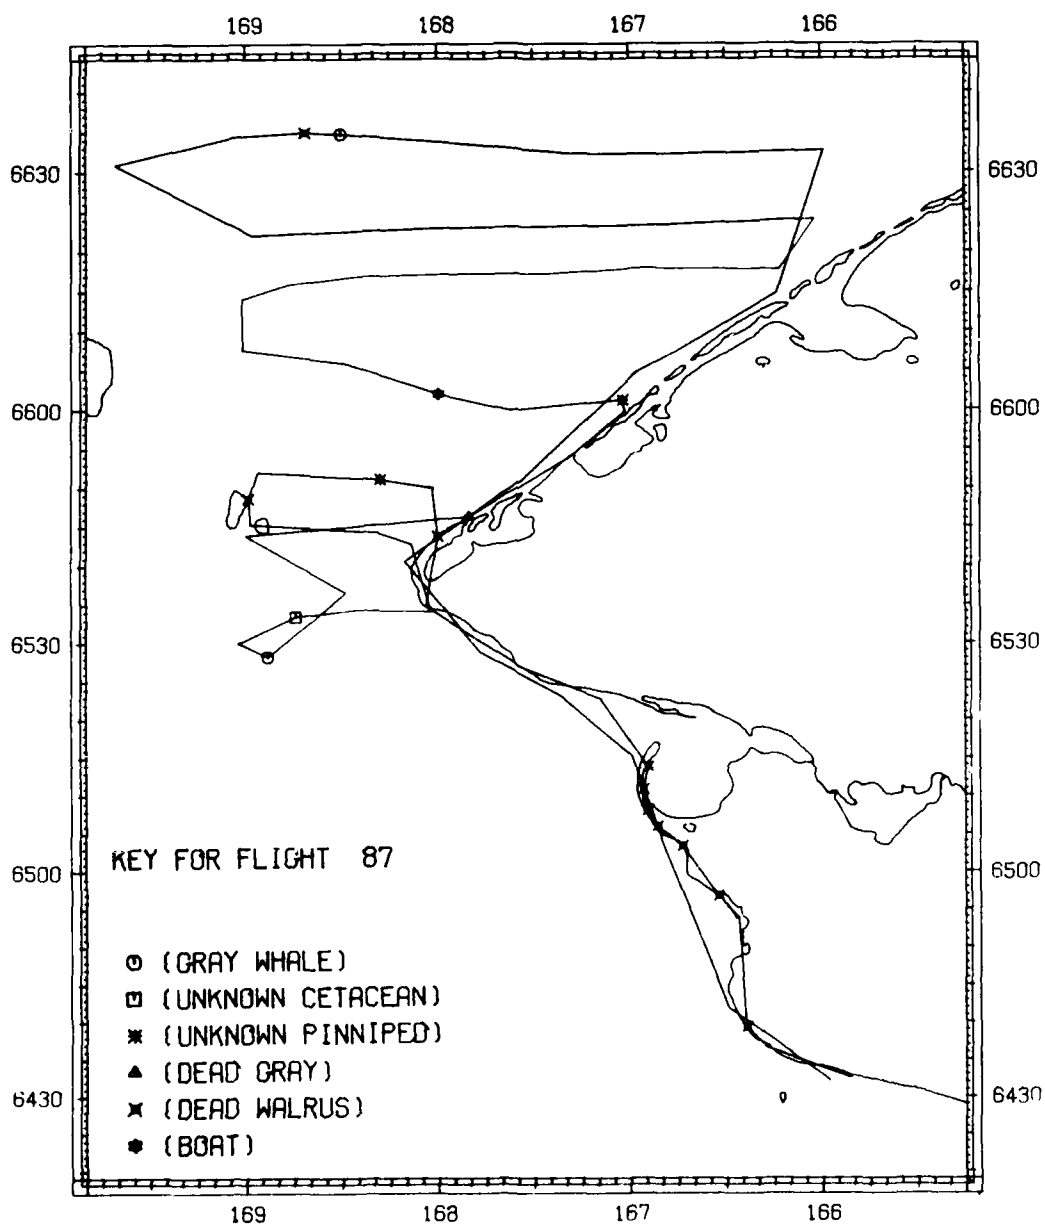 169 168 167 166
6630 6630
6600 6600
6530 6530
KEY FOR FLIGHT 87
6500 6500
(GRAY WHALE)
(UNKNOWN CETACEAN)
(UNKNOWN PINNIPED)
(DEAD GRAY)
6430 6430
(DEAD WALRUS)
(BOAT)
169 168 167 166